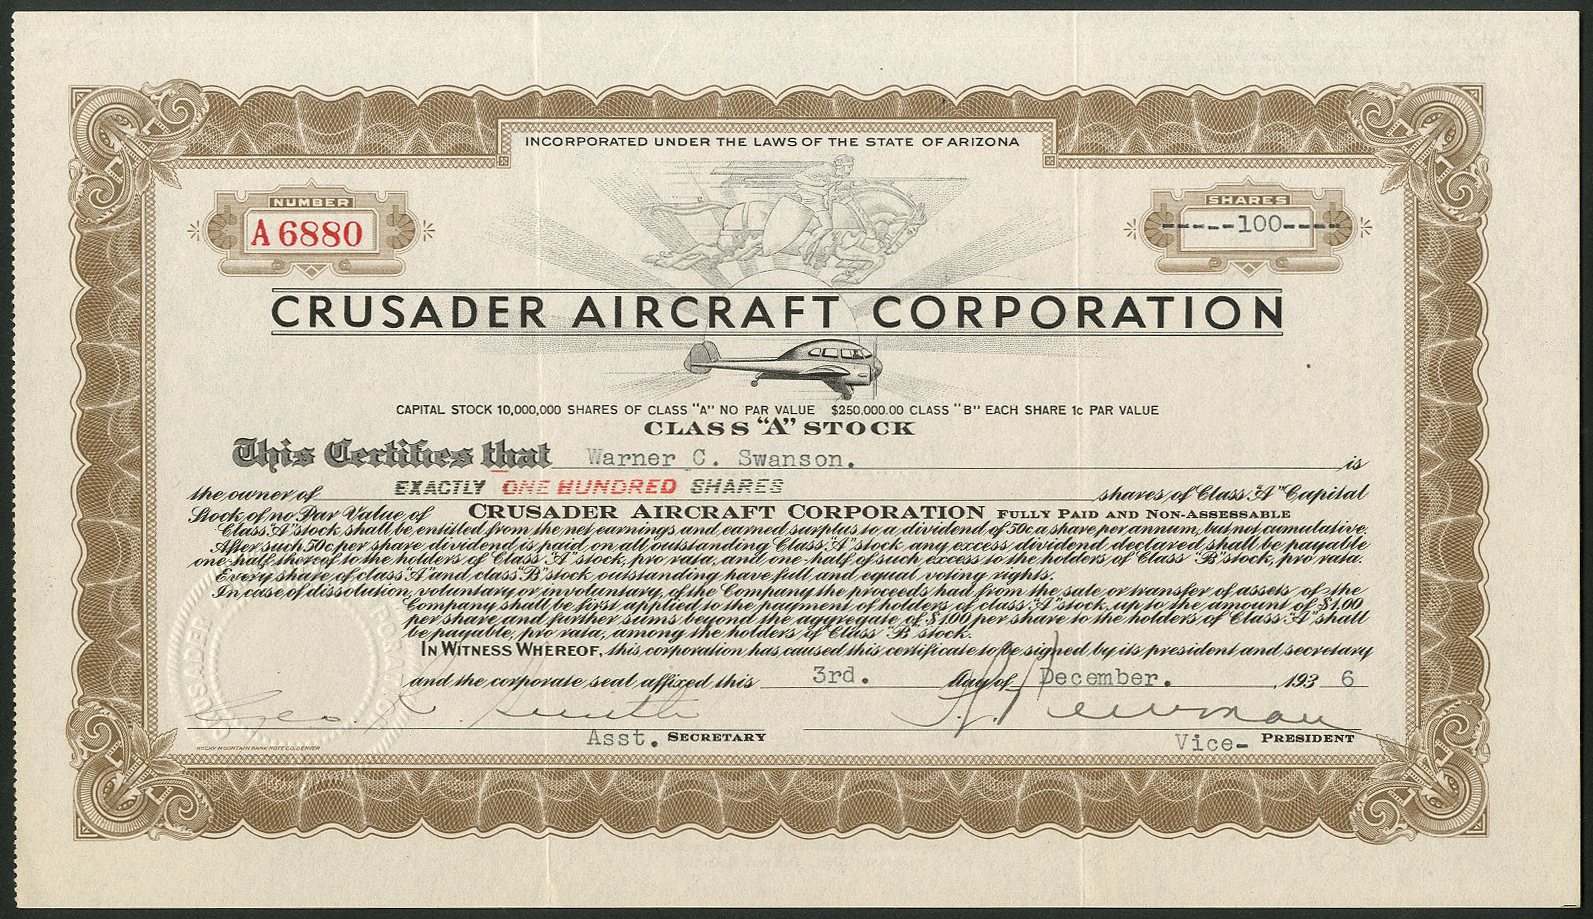 INCORPORATED UNDER THE LAWS OF THE STATE OF ARIZONA
NUMBER
A 6880
SHARES
-----100----
CRUSADER AIRCRAFT CORPORATION
CAPITAL STOCK 10,000,000 SHARES OF CLASS "A" NO PAR VALUE $250,000.00 CLASS "B" EACH SHARE 1c PAR VALUE
CLASS "A" STOCK
This Certifies that Warner C. Swanson. is
the owner of EXACTLY ONE HUNDRED SHARES shares of Class "A" Capital
Stock of no Par Value of CRUSADER AIRCRAFT CORPORATION FULLY PAID AND NON-ASSESSABLE
Class "A" stock shall be entitled from the net earnings and earned surplus to a dividend of 50c a share per annum, but not cumulative.
After such 50c per share dividend is paid on all outstanding Class "A" stock any excess dividend declared shall be payable
one-half thereof to the holders of Class "A" stock, pro rata, and one-half of such excess to the holders of Class "B" stock, pro rata.
Every share of class "A" and class "B" stock outstanding have full and equal voting rights.
In case of dissolution, voluntary or involuntary, of the Company the proceeds had from the sale or transfer of assets of the
Company shall be first applied to the payment of holders of class "A" stock, up to the amount of $1.00
per share and further sums beyond the aggregate of $1.00 per share to the holders of Class "A" shall
be payable, pro rata, among the holders of Class "B" stock.
IN WITNESS WHEREOF, this corporation has caused this certificate to be signed by its president and secretary
and the corporate seal affixed this 3rd. day of December. , 193 6
Geo. Smith
Newman
Asst. SECRETARY
Vice- PRESIDENT
ROCKY MOUNTAIN BANK NOTE CO. DENVER
CRUSADER